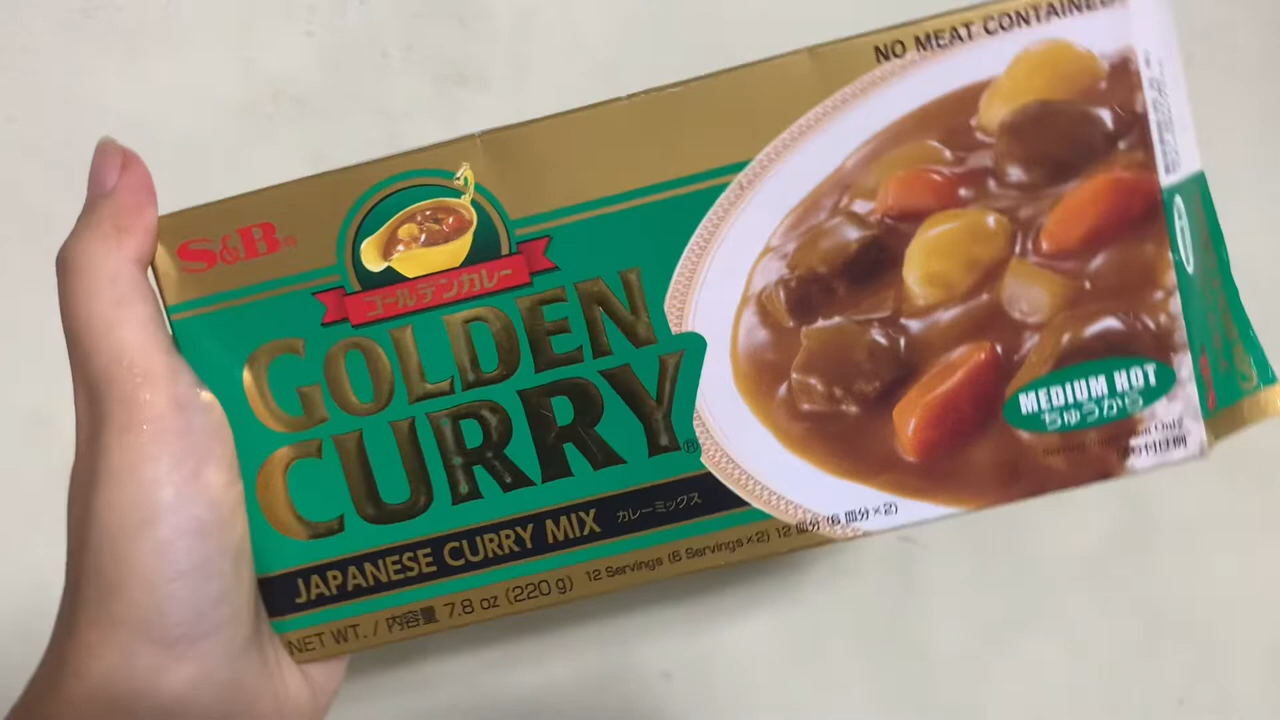 NO MEAT CONTAINED
S&B®
ゴールデンカレー
GOLDEN
CURRY®
MEDIUM HOT
ちゅうから
JAPANESE CURRY MIX カレーミックス
NET WT. / 内容量 7.8 oz (220 g) 12 Servings (6 Servings×2) 12 皿分 (6 皿分×2)